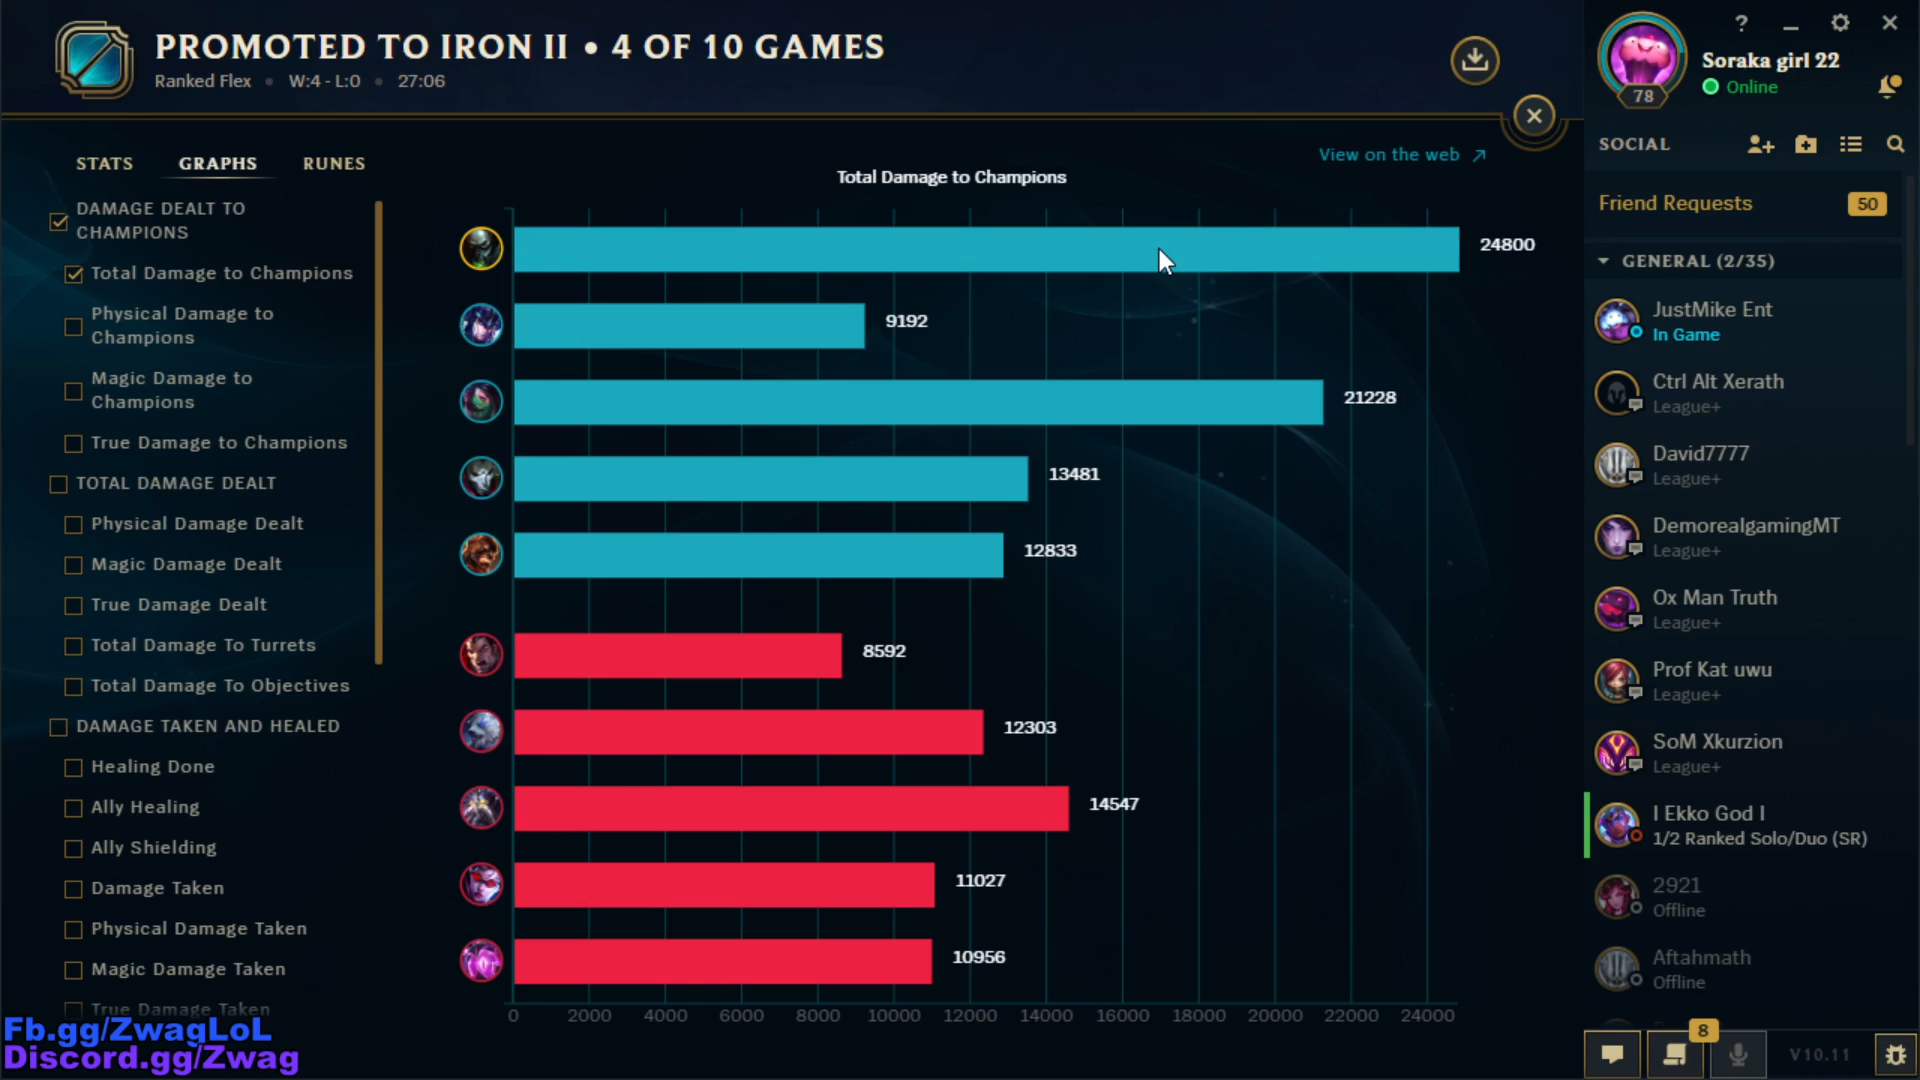 PROMOTED TO IRON II • 4 OF 10 GAMES
Ranked Flex • W:4 - L:0 • 27:06
STATS
GRAPHS
RUNES
View on the web
DAMAGE DEALT TO
CHAMPIONS
Total Damage to Champions
Physical Damage to
Champions
Magic Damage to
Champions
True Damage to Champions
TOTAL DAMAGE DEALT
Physical Damage Dealt
Magic Damage Dealt
True Damage Dealt
Total Damage To Turrets
Total Damage To Objectives
DAMAGE TAKEN AND HEALED
Healing Done
Ally Healing
Ally Shielding
Damage Taken
Physical Damage Taken
Magic Damage Taken
True Damage Taken
Fb.gg/ZwagLoL
Discord.gg/Zwag
Total Damage to Champions
24800
9192
21228
13481
12833
8592
12303
14547
11027
10956
0 2000 4000 6000 8000 10000 12000 14000 16000 18000 20000 22000 24000
?
Soraka girl 22
Online
78
SOCIAL
Friend Requests 50
GENERAL (2/35)
JustMike Ent
In Game
Ctrl Alt Xerath
League+
David7777
League+
DemorealgamingMT
League+
Ox Man Truth
League+
Prof Kat uwu
League+
SoM Xkurzion
League+
I Ekko God I
1/2 Ranked Solo/Duo (SR)
2921
Offline
Aftahmath
Offline
8
V10.11